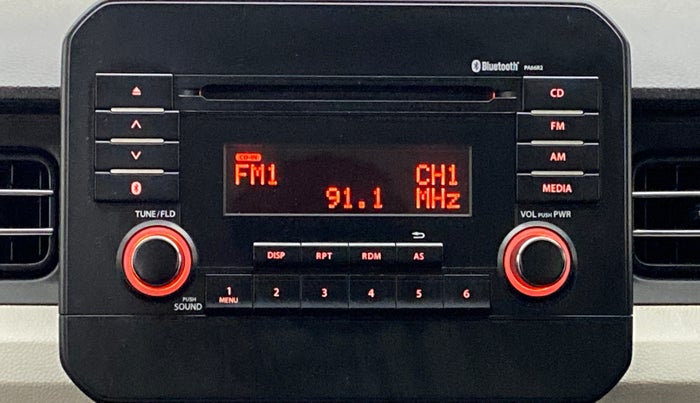 Bluetooth PA66R2
CD
FM
AM
MEDIA
CD-IN
FM1 CH1
91.1 MHz
TUNE/FLD
VOL PUSH PWR
DISP RPT RDM AS
PUSH SOUND
1 MENU 2 3 4 5 6